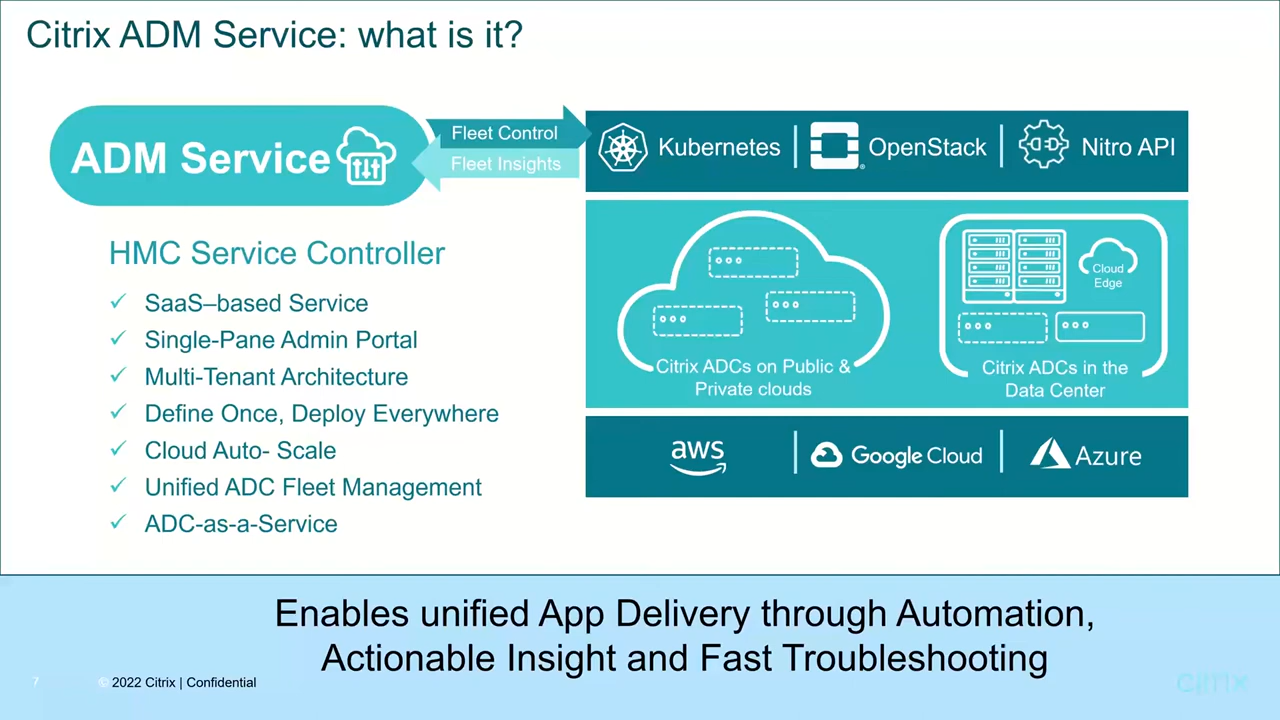 Citrix ADM Service: what is it?
ADM Service
Fleet Control
Fleet Insights
Kubernetes
OpenStack
®
Nitro API
HMC Service Controller
✓ SaaS–based Service
✓ Single-Pane Admin Portal
✓ Multi-Tenant Architecture
✓ Define Once, Deploy Everywhere
✓ Cloud Auto- Scale
✓ Unified ADC Fleet Management
✓ ADC-as-a-Service
Citrix ADCs on Public &
Private clouds
Cloud
Edge
Citrix ADCs in the
Data Center
aws
Google Cloud
Azure
Enables unified App Delivery through Automation,
Actionable Insight and Fast Troubleshooting
7
© 2022 Citrix | Confidential
citrix